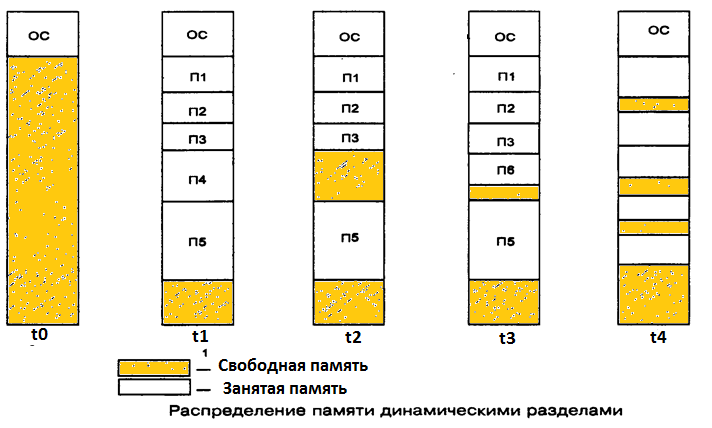 ОС ОС ОС ОС ОС
П1 П1 П1
П2 П2 П2
П3 П3 П3
П4 П6
П5 П5 П5
t0 t1 t2 t3 t4
1
Свободная память
Занятая память
Распределение памяти динамическими разделами